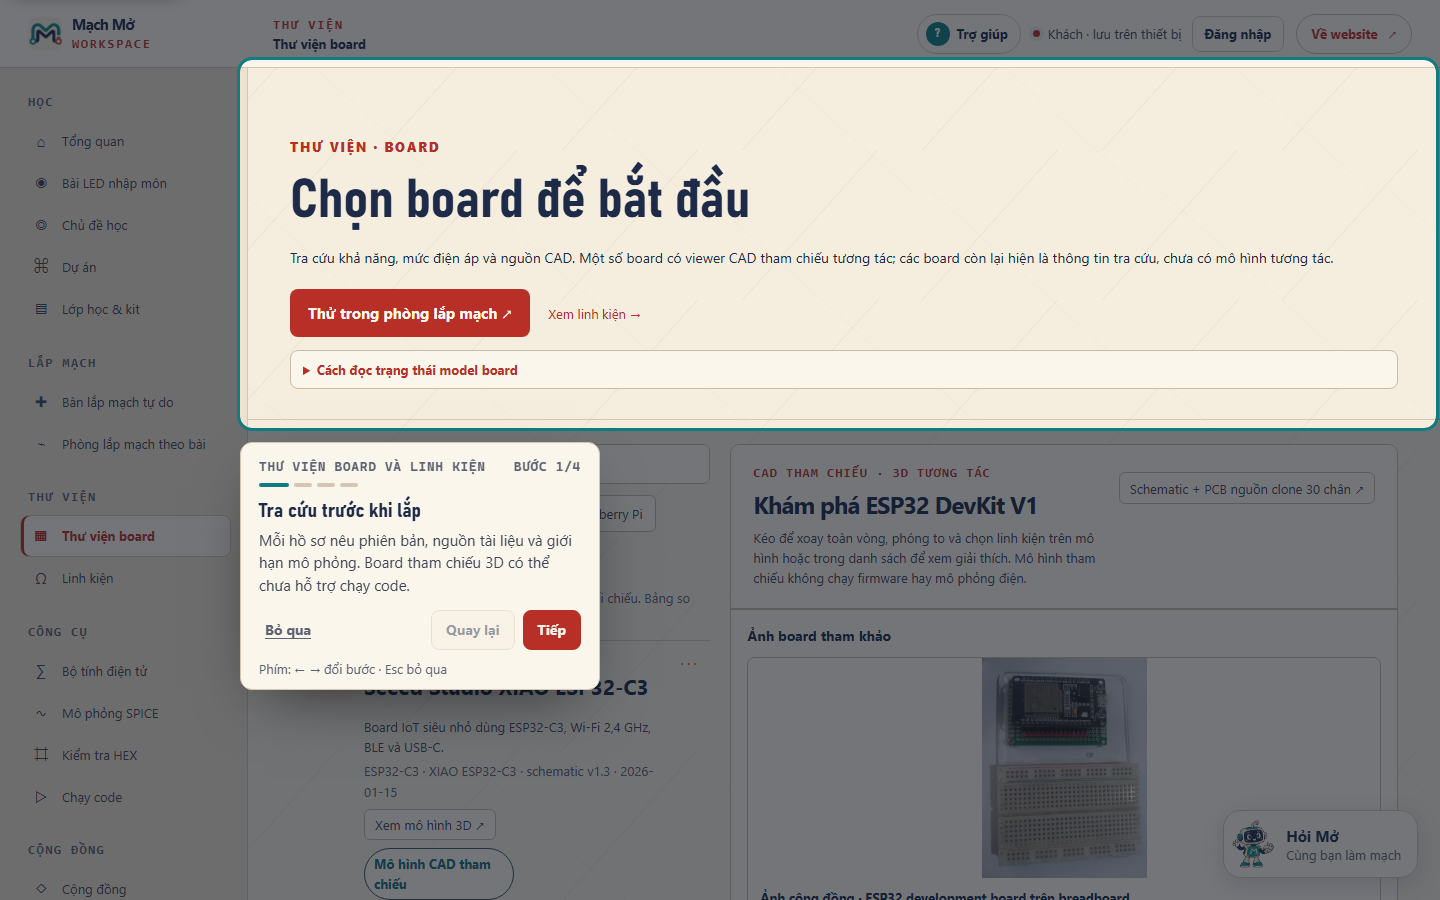 Mạch Mở
WORKSPACE
THƯ VIỆN
Thư viện board
? Trợ giúp
Khách · lưu trên thiết bị
Đăng nhập
Về website ↗
HỌC
Tổng quan
Bài LED nhập môn
Chủ đề học
Dự án
Lớp học & kit
LẮP MẠCH
Bàn lắp mạch tự do
Phòng lắp mạch theo bài
THƯ VIỆN
Thư viện board
Linh kiện
CÔNG CỤ
Bộ tính điện tử
Mô phỏng SPICE
Kiểm tra HEX
Chạy code
CỘNG ĐỒNG
Cộng đồng
THƯ VIỆN · BOARD
Chọn board để bắt đầu
Tra cứu khả năng, mức điện áp và nguồn CAD. Một số board có viewer CAD tham chiếu tương tác; các board còn lại hiện là thông tin tra cứu, chưa có mô hình tương tác.
Thử trong phòng lắp mạch ↗
Xem linh kiện →
▶ Cách đọc trạng thái model board
THƯ VIỆN BOARD VÀ LINH KIỆN
BƯỚC 1/4
Tra cứu trước khi lắp
Mỗi hồ sơ nêu phiên bản, nguồn tài liệu và giới
hạn mô phỏng. Board tham chiếu 3D có thể
chưa hỗ trợ chạy code.
Bỏ qua
Quay lại
Tiếp
Phím: ← → đổi bước · Esc bỏ qua
berry Pi
i chiếu. Bảng so
Seeed Studio XIAO ESP32-C3
Board IoT siêu nhỏ dùng ESP32-C3, Wi-Fi 2,4 GHz,
BLE và USB-C.
ESP32-C3 · XIAO ESP32-C3 · schematic v1.3 · 2026-
01-15
Xem mô hình 3D ↗
Mô hình CAD tham
chiếu
CAD THAM CHIẾU · 3D TƯƠNG TÁC
Khám phá ESP32 DevKit V1
Kéo để xoay toàn vòng, phóng to và chọn linh kiện trên mô
hình hoặc trong danh sách để xem giải thích. Mô hình tham
chiếu không chạy firmware hay mô phỏng điện.
Schematic + PCB nguồn clone 30 chân ↗
Ảnh board tham khảo
Ảnh cộng đồng · ESP32 development board trên breadboard
Hỏi Mở
Cùng bạn làm mạch